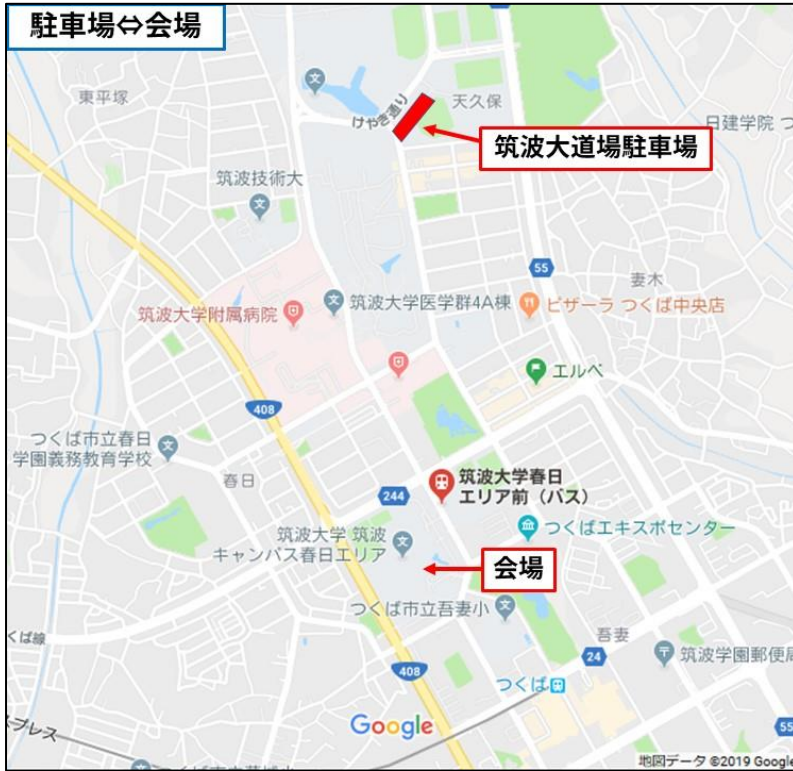 駐車場⇔会場
東平塚
けやき通り
天久保
日建学院 つ
筑波大道場駐車場
筑波技術大
55
妻木
筑波大学附属病院
筑波大学医学群4A棟
ピザーラ つくば中央店
エルベ
408
つくば市立春日
学園義務教育学校
春日
244
筑波大学春日
エリア前(バス)
つくばエキスポセンター
筑波大学 筑波
キャンパス春日エリア
会場
つくば市立吾妻小
吾妻
くば線
24
筑波学園郵便局
408
つくば
スプレス
Google
55
地図データ ©2019 Google